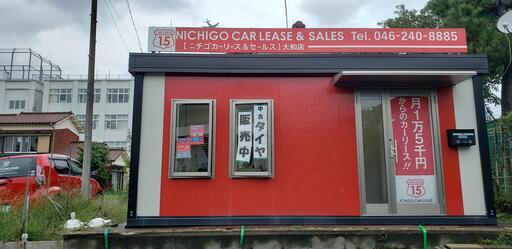 15 NICHIGO CAR LEASE & SALES Tel. 046-240-8885
[ニチゴカーリース&セールス] 大和店
中古タイヤ
販売中
月1万5千円
からのカーリース!!
15
NICHIGO CAR LEASE